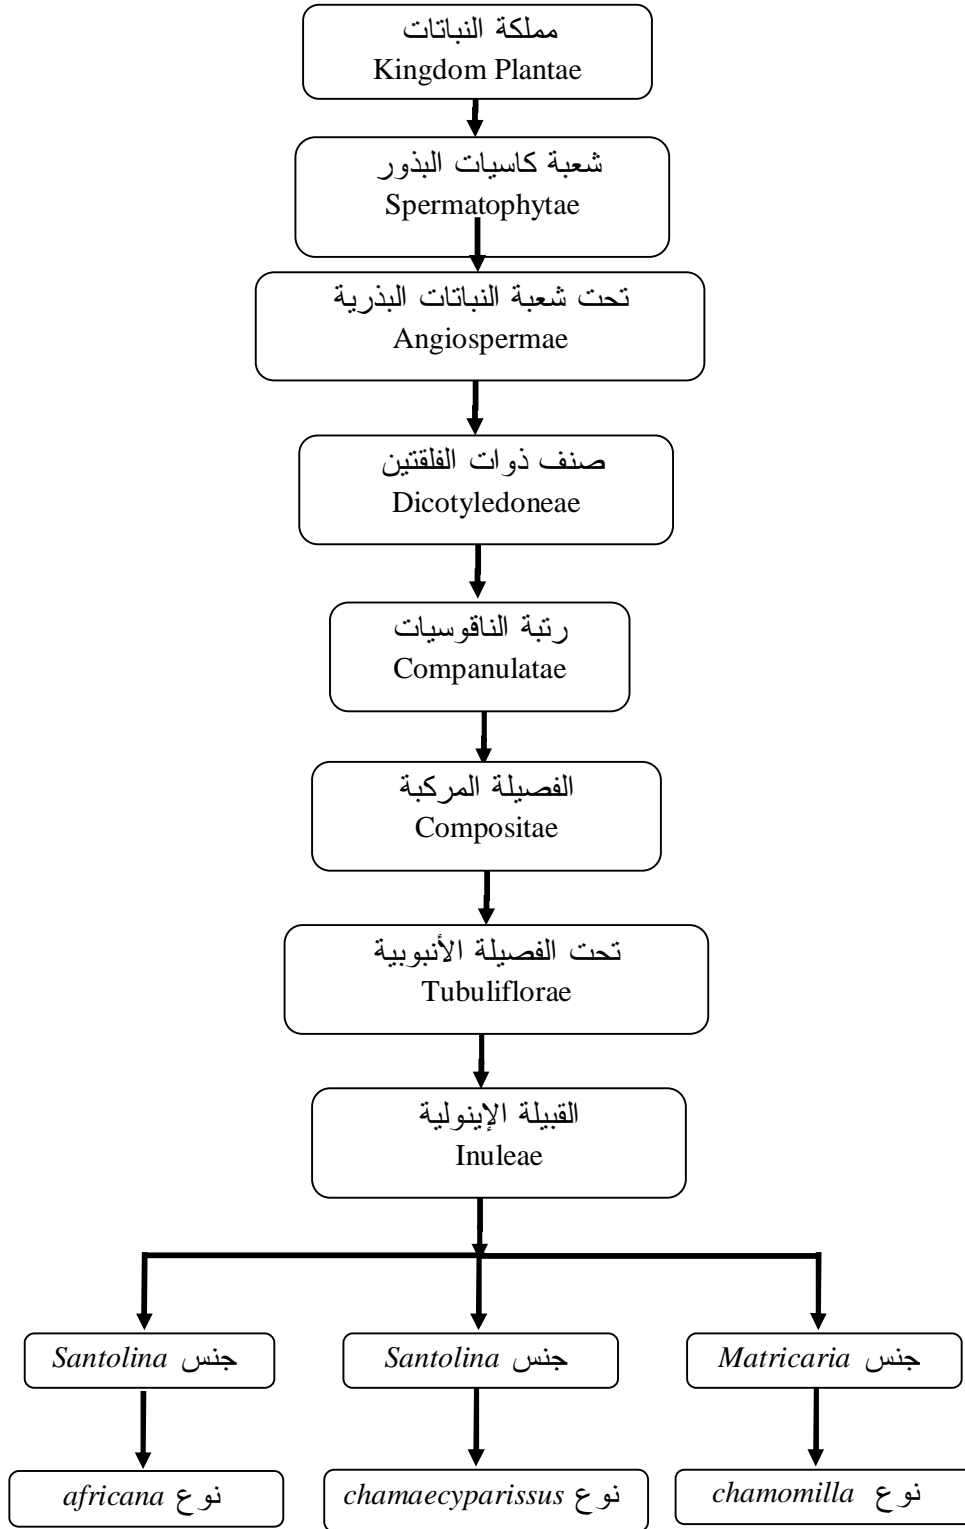 مملكة النباتات
Kingdom Plantae
شعبة كاسيات البذور
Spermatophytae
تحت شعبة النباتات البذرية
Angiospermae
صنف ذوات الفلقتين
Dicotyledoneae
رتبة الناقوسيات
Companulatae
الفصيلة المركبة
Compositae
تحت الفصيلة الأنبوبية
Tubuliflorae
القبيلة الإينولية
Inuleae
جنس Matricaria
جنس Santolina
جنس Santolina
نوع chamomilla
نوع chamaecyparissus
نوع africana